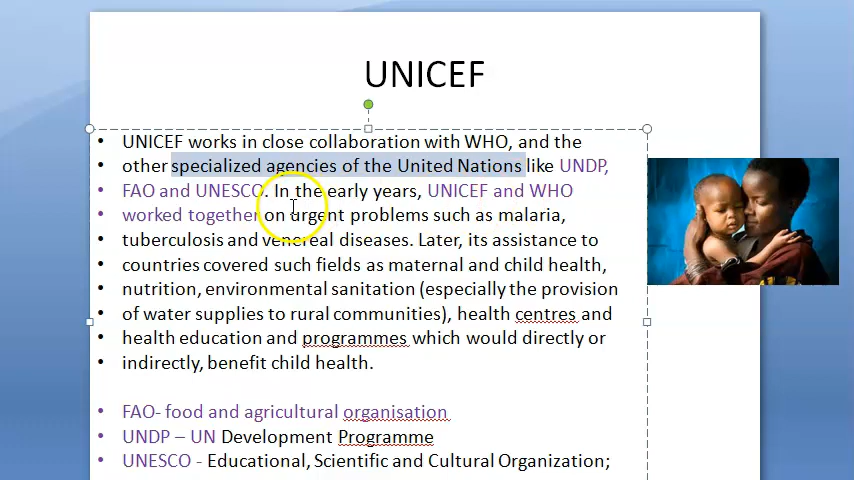 UNICEF
• UNICEF works in close collaboration with WHO, and the
• other specialized agencies of the United Nations like UNDP,
• FAO and UNESCO. In the early years, UNICEF and WHO
• worked together on urgent problems such as malaria,
• tuberculosis and venereal diseases. Later, its assistance to
• countries covered such fields as maternal and child health,
• nutrition, environmental sanitation (especially the provision
• of water supplies to rural communities), health centres and
• health education and programmes which would directly or
• indirectly, benefit child health.
• FAO- food and agricultural organisation
• UNDP – UN Development Programme
• UNESCO - Educational, Scientific and Cultural Organization;